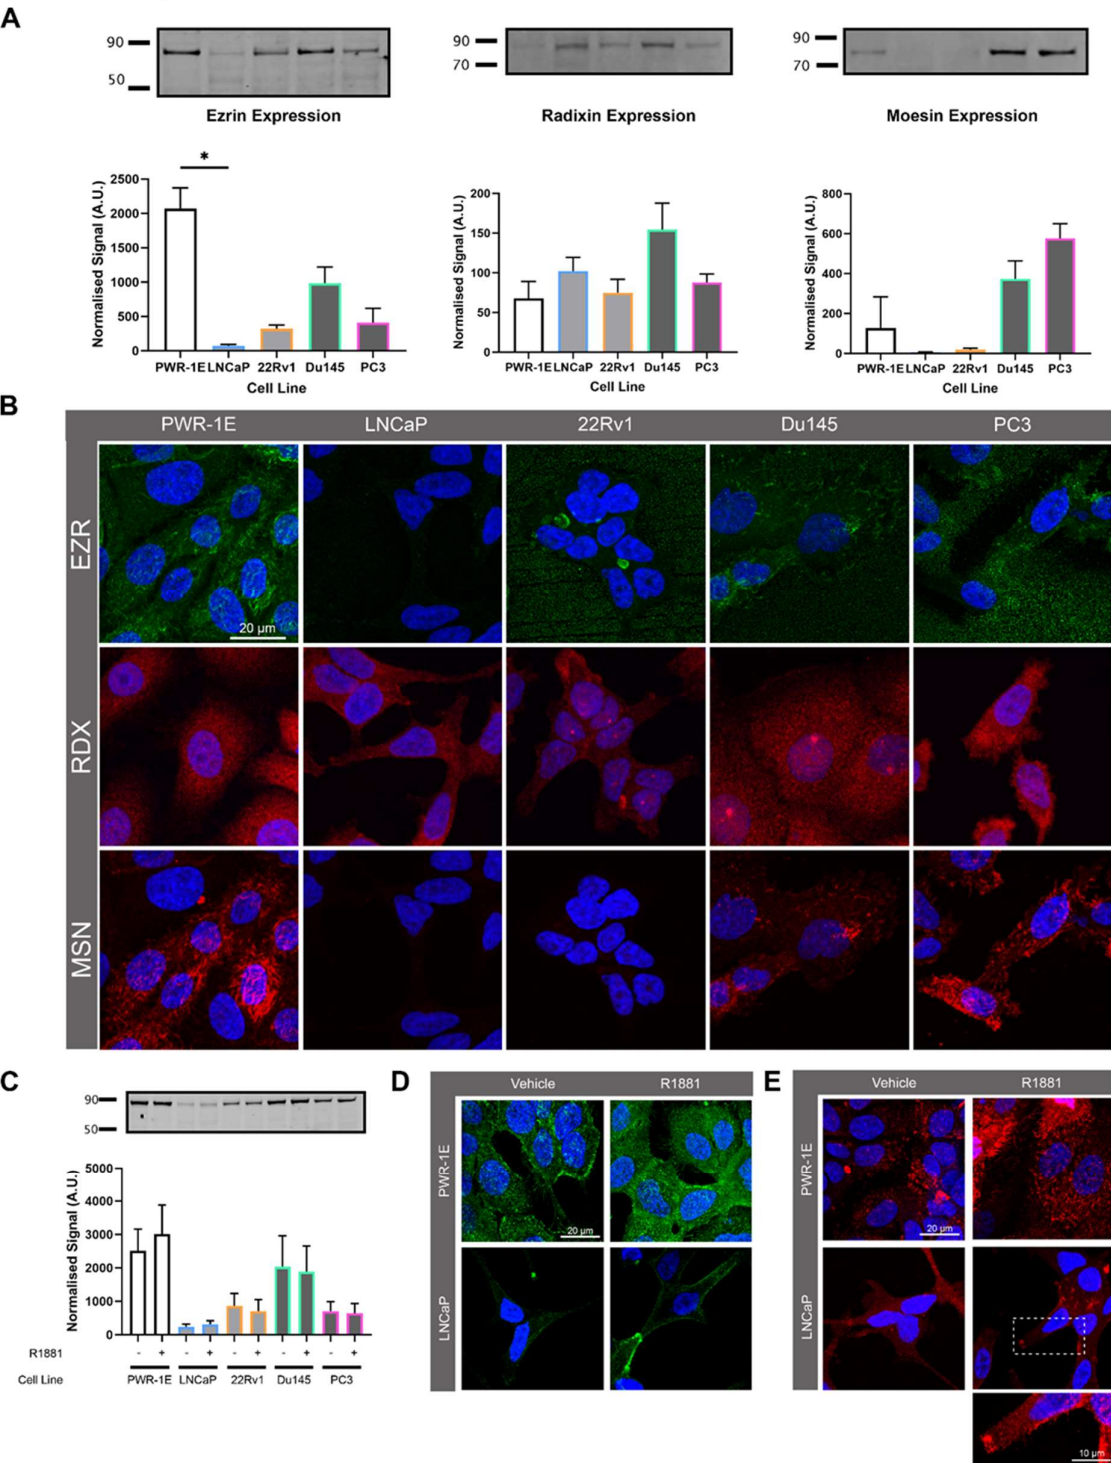 A
90
50
90
70
90
70
Ezrin Expression
Radixin Expression
Moesin Expression
*
Normalised Signal (A.U.)
2500
2000
1500
1000
500
0
PWR-1E LNCaP 22Rv1 Du145 PC3
Cell Line
Normalised Signal (A.U.)
200
150
100
50
0
PWR-1E LNCaP 22Rv1 Du145 PC3
Cell Line
Normalised Signal (A.U.)
800
600
400
200
0
PWR-1E LNCaP 22Rv1 Du145 PC3
Cell Line
B
PWR-1E LNCaP 22Rv1 Du145 PC3
EZR
20 µm
RDX
MSN
C
90
50
Normalised Signal (A.U.)
5000
4000
3000
2000
1000
0
R1881 - + - + - + - + - +
Cell Line PWR-1E LNCaP 22Rv1 Du145 PC3
D
Vehicle R1881
PWR-1E
20 µm
LNCaP
E
Vehicle R1881
PWR-1E
20 µm
LNCaP
10 µm